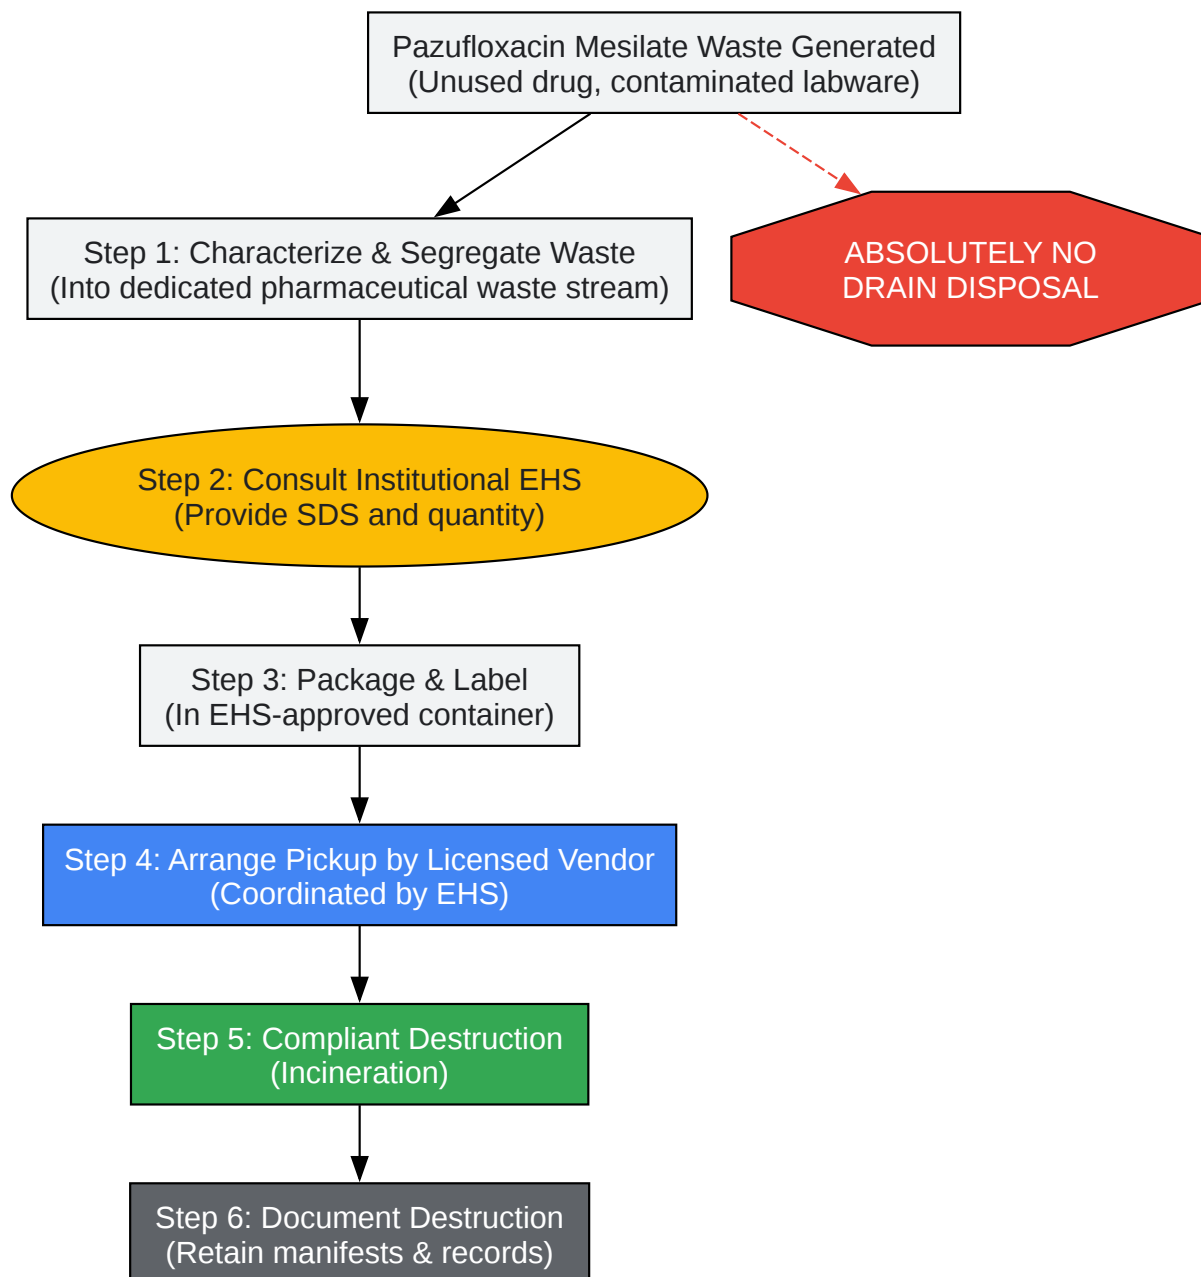 Pazufloxacin Mesilate Waste Generated
(Unused drug, contaminated labware)
Step 1: Characterize & Segregate Waste
(Into dedicated pharmaceutical waste stream)
ABSOLUTELY NO
DRAIN DISPOSAL
Step 2: Consult Institutional EHS
(Provide SDS and quantity)
Step 3: Package & Label
(In EHS-approved container)
Step 4: Arrange Pickup by Licensed Vendor
(Coordinated by EHS)
Step 5: Compliant Destruction
(Incineration)
Step 6: Document Destruction
(Retain manifests & records)